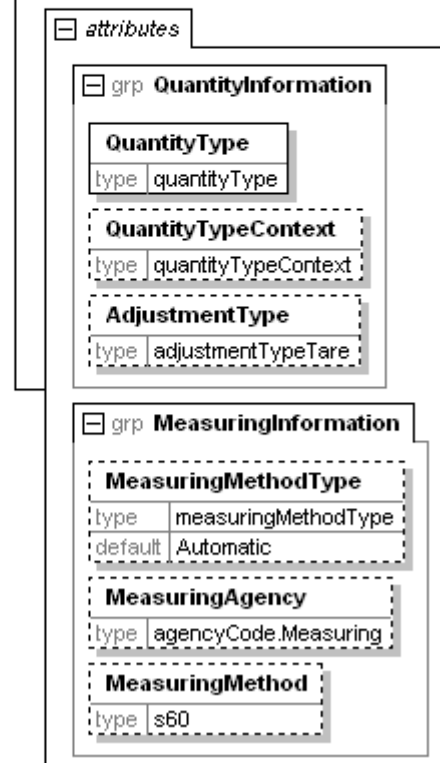 attributes
grp QuantityInformation
QuantityType
type quantityType
QuantityTypeContext
type quantityTypeContext
AdjustmentType
type adjustmentTypeTare
grp MeasuringInformation
MeasuringMethodType
type measuringMethodType
default Automatic
MeasuringAgency
type agencyCode.Measuring
MeasuringMethod
type s60